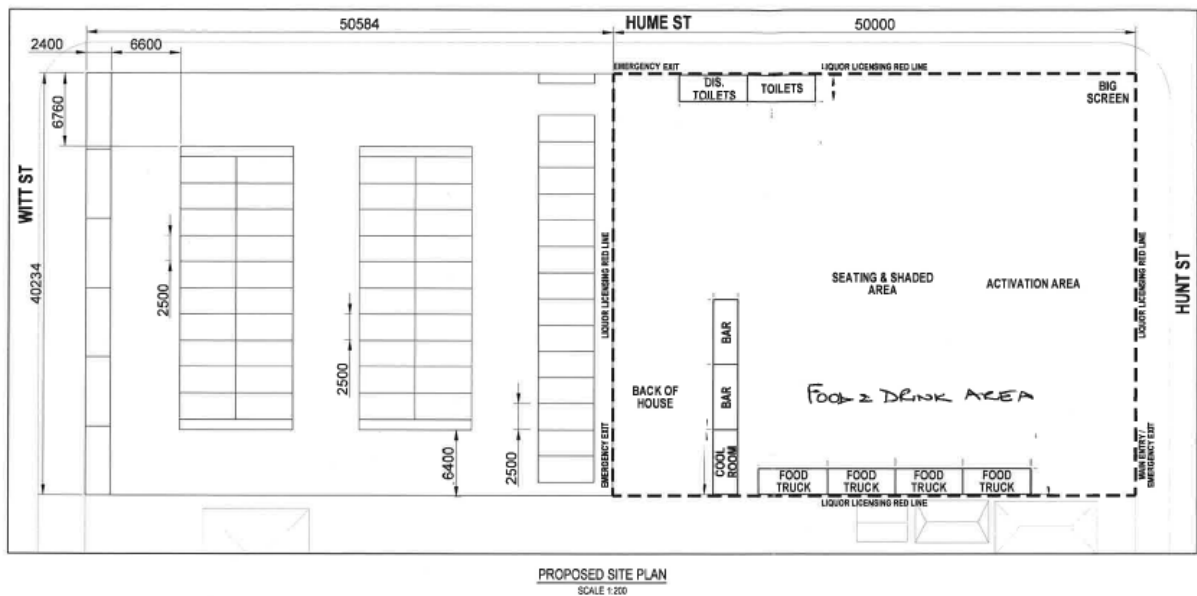 HUME ST
50584
50000
2400
6600
EMERGENCY EXIT
LIQUOR LICENSING RED LINE
DIS.
TOILETS
TOILETS
BIG
SCREEN
6760
WITT ST
40234
2500
2500
2500
6400
LIQUOR LICENSING RED LINE
EMERGENCY EXIT
SEATING & SHADED
AREA
ACTIVATION AREA
LIQUOR LICENSING RED LINE
HUNT ST
BAR
BAR
COOL
ROOM
BACK OF
HOUSE
FOOD & DRINK AREA
MAIN ENTRY /
EMERGENCY EXIT
FOOD
TRUCK
FOOD
TRUCK
FOOD
TRUCK
FOOD
TRUCK
LIQUOR LICENSING RED LINE
PROPOSED SITE PLAN
SCALE 1:200